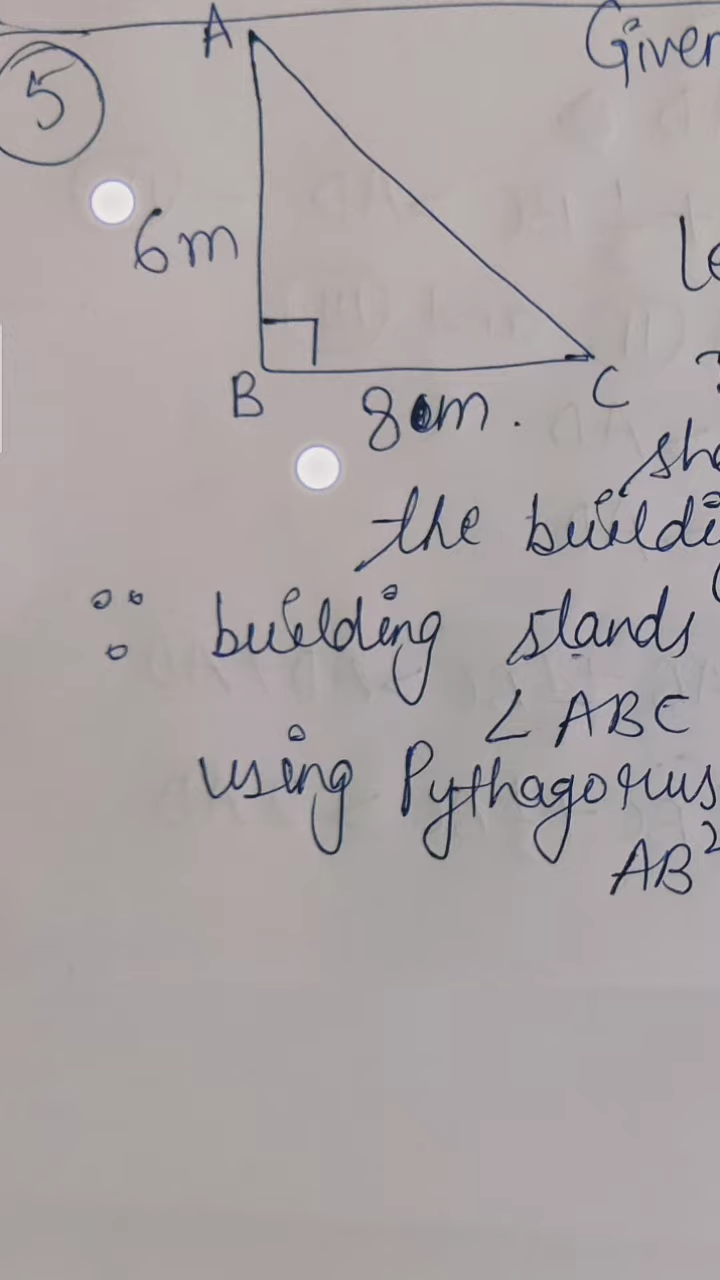 A
Given
5
6m
B
8m.
C
the
building stands
∠ABC
using Pythagorus
AB²